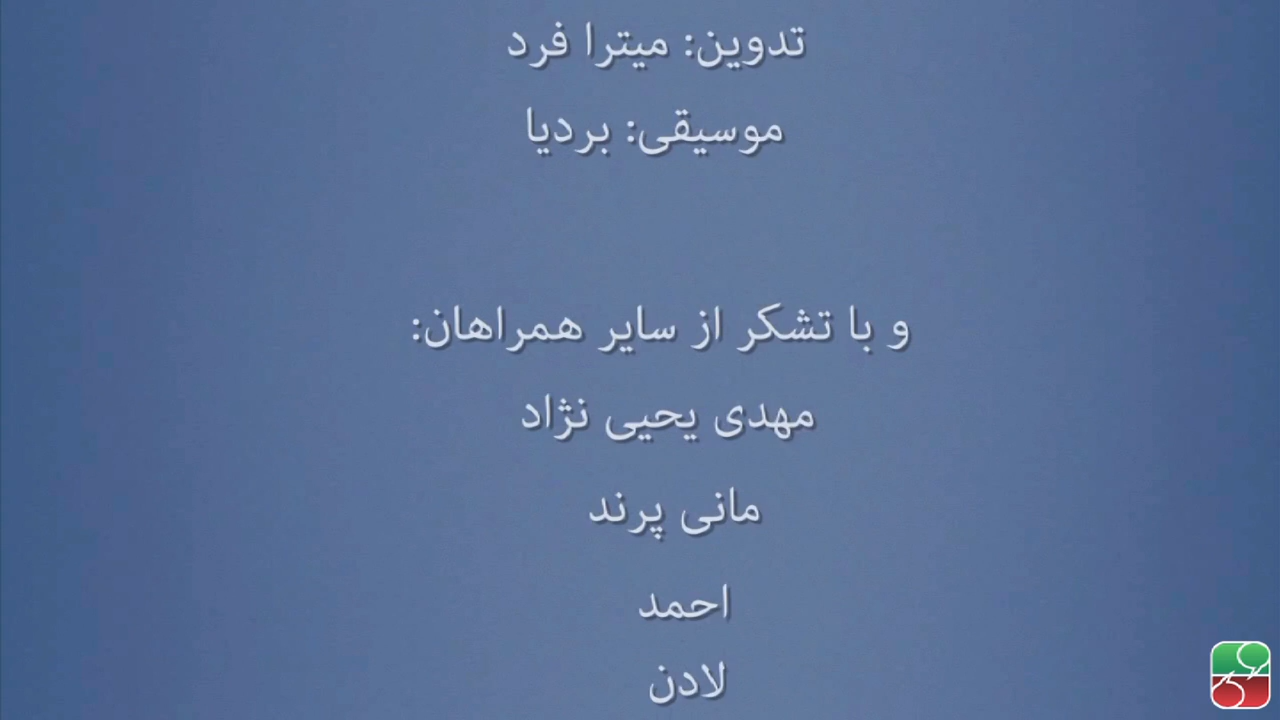 تدوین: میترا فرد
موسیقی: بردیا
و با تشکر از سایر همراهان:
مهدی یحیی نژاد
مانی پرند
احمد
لادن